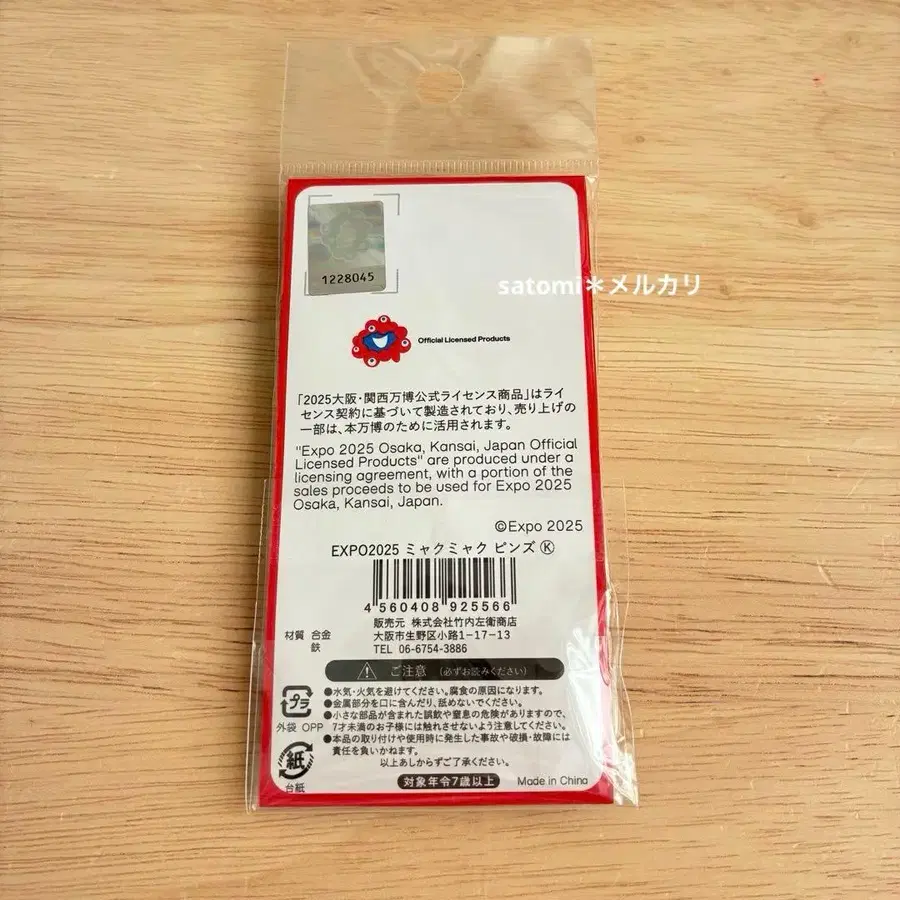 1228045
satomi＊メルカリ
Official Licensed Products
「2025大阪・関西万博公式ライセンス商品」はライ
センス契約に基づいて製造されており、売り上げの
一部は、本万博のために活用されます。
"Expo 2025 Osaka, Kansai, Japan Official
Licensed Products" are produced under a
licensing agreement, with a portion of the
sales proceeds to be used for Expo 2025
Osaka, Kansai, Japan.
©Expo 2025
EXPO2025 ミャクミャク ピンズ Ⓚ
4 560408 925566
販売元 株式会社竹内左衛商店
大阪市生野区小路1-17-13
TEL 06-6754-3886
材質 合金
鉄
ご注意 (必ずお読みください)
●水気・火気を避けてください。腐食の原因になります。
●金属部分を口に含んだり、舐めないでください。
●小さな部品が含まれた誤飲や窒息の危険がありますので、
7才未満のお子様には触れさせないよう注意してください。
●本品の取り付けや使用時に発生した事故や破損・故障には
責任を負いかねます。
以上あしからずご了承ください。
プラ
外袋 OPP
紙
台紙
対象年令7歳以上
Made in China